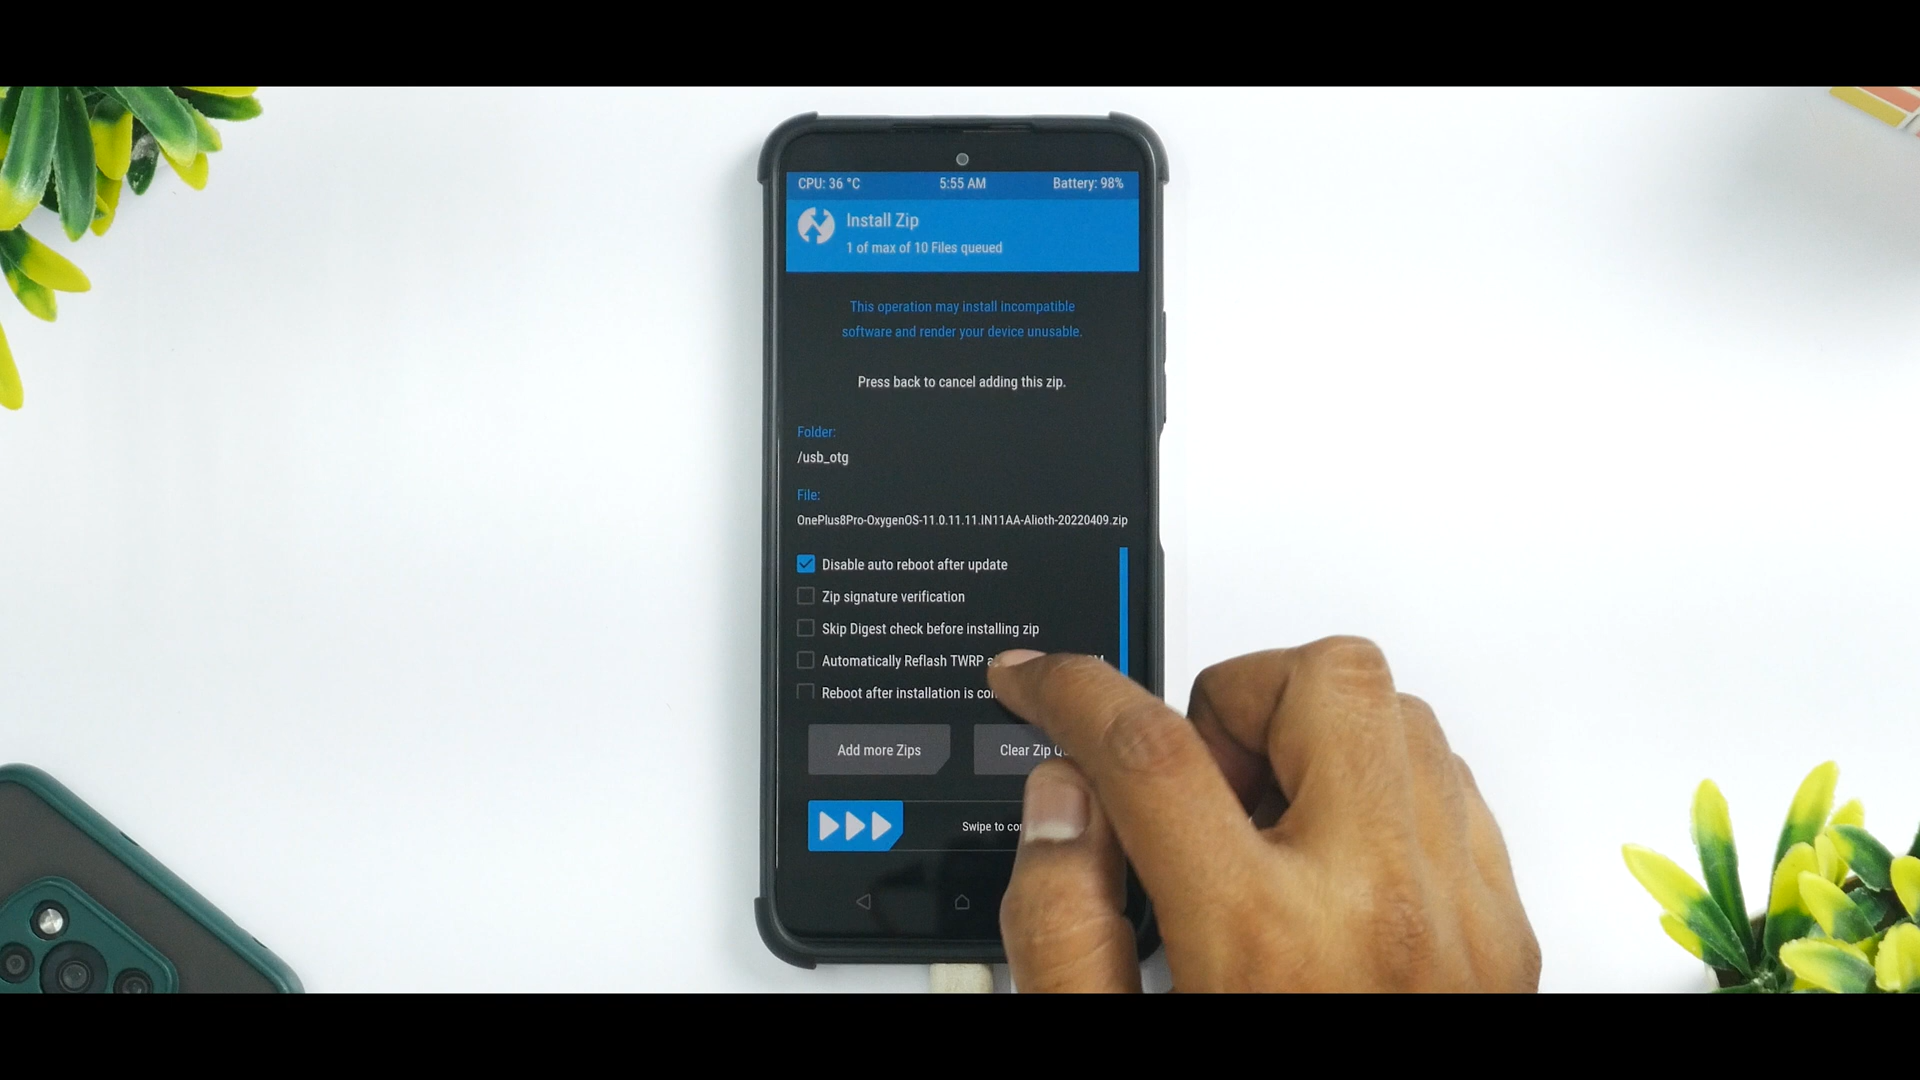 CPU: 36 °C 5:55 AM Battery: 98%
Install Zip
1 of max of 10 Files queued
This operation may install incompatible
software and render your device unusable.
Press back to cancel adding this zip.
Folder:
/usb_otg
File:
OnePlus8Pro-OxygenOS-11.0.11.11.IN11AA-Alioth-20220409.zip
Disable auto reboot after update
Zip signature verification
Skip Digest check before installing zip
Automatically Reflash TWRP
Reboot after installation is
Add more Zips
Clear Zip
Swipe to